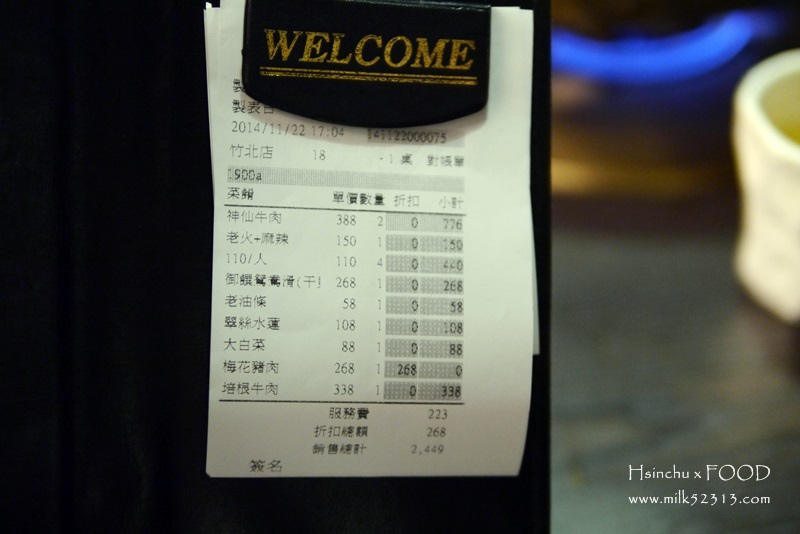 WELCOME
製表日
2014/11/22 17:04 141122000075
竹北店 18 -1 桌 對帳單
1900a
菜餚 單價 數量 折扣 小計
神仙牛肉 388 2 0 776
老火+麻辣 150 1 0 150
110/人 110 4 0 440
御饌鴛鴦滑(干貝 268 1 0 268
老油條 58 1 0 58
翠絲水蓮 108 1 0 108
大白菜 88 1 0 88
梅花豬肉 268 1 268 0
培根牛肉 338 1 0 338
服務費 223
折扣總額 268
銷售總計 2,449
簽名
Hsinchu x FOOD
www.milk52313.com